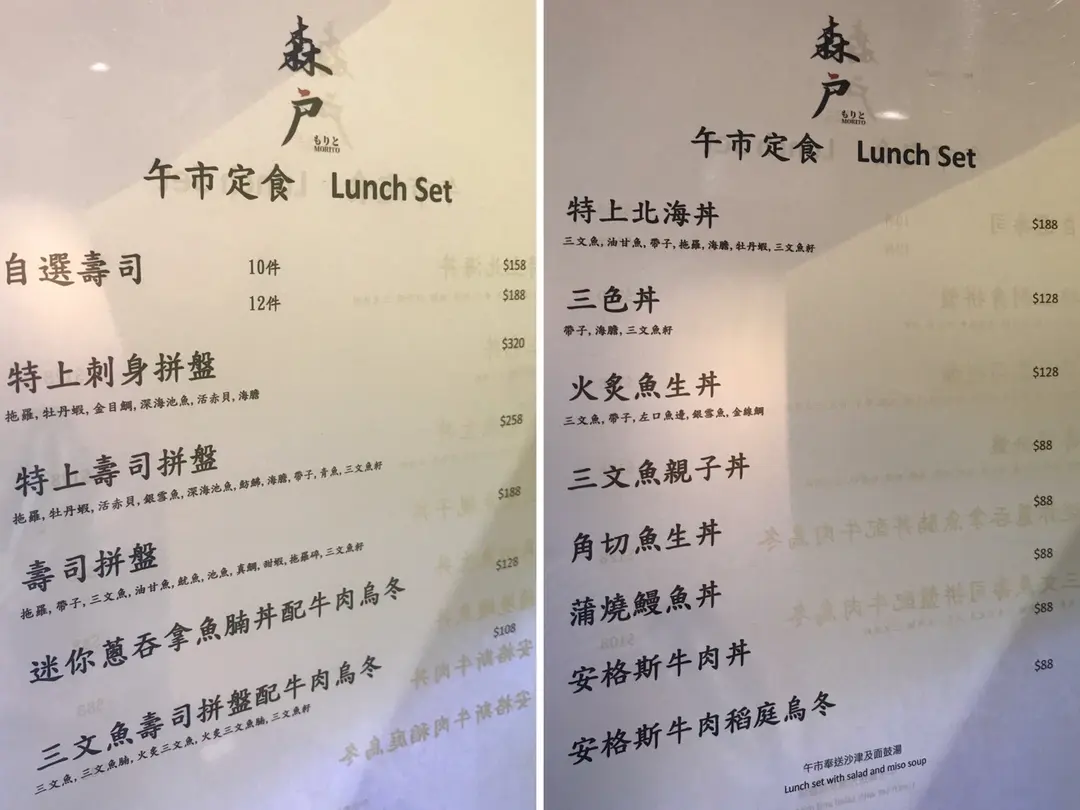 森
户
もりと
MORITO
午市定食 Lunch Set
自選壽司 10件 $158
12件 $188
特上刺身拼盤 $320
拖羅, 牡丹蝦, 金目鯛, 深海池魚, 活赤貝, 海膽
特上壽司拼盤 $258
拖羅, 牡丹蝦, 活赤貝, 銀雪魚, 深海池魚, 魴鱂, 海膽, 帶子, 青魚, 三文魚籽
壽司拼盤 $188
拖羅, 帶子, 三文魚, 油甘魚, 魷魚, 池魚, 真鯛, 甜蝦, 拖羅碎, 三文魚籽
迷你蔥吞拿魚腩丼配牛肉烏冬 $128
三文魚壽司拼盤配牛肉烏冬 $108
三文魚, 三文魚腩, 火炙三文魚, 火炙三文魚腩, 三文魚籽
森
户
もりと
MORITO
午市定食 Lunch Set
特上北海丼 $188
三文魚, 油甘魚, 帶子, 拖羅, 海膽, 牡丹蝦, 三文魚籽
三色丼 $128
帶子, 海膽, 三文魚籽
火炙魚生丼 $128
三文魚, 帶子, 左口魚邊, 銀雪魚, 金線鯛
三文魚親子丼 $88
角切魚生丼 $88
蒲燒鰻魚丼 $88
安格斯牛肉丼 $88
安格斯牛肉稻庭烏冬 $88
午市奉送沙津及面鼓湯
Lunch set with salad and miso soup